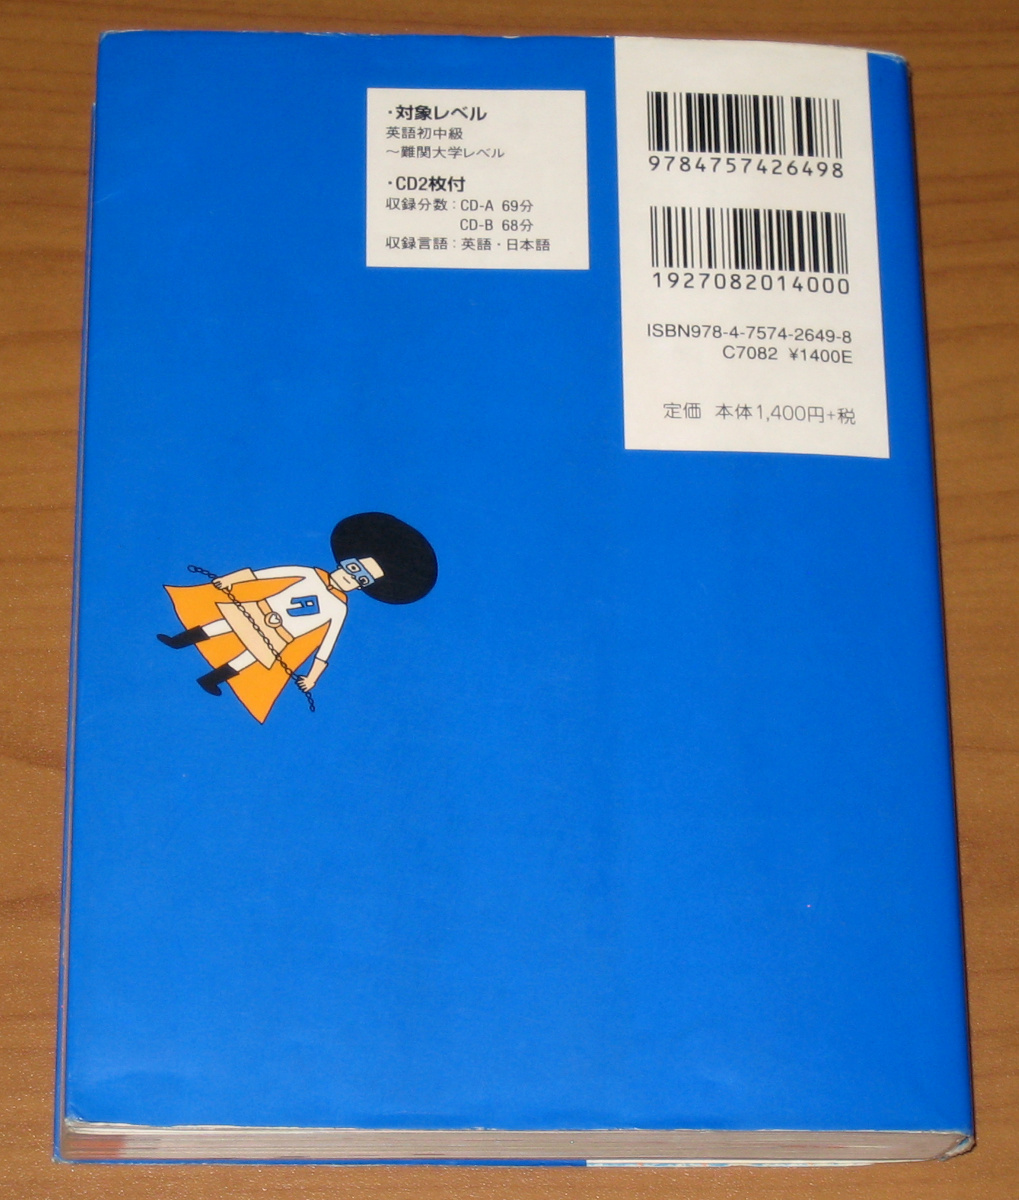 ・対象レベル
英語初中級
～難関大学レベル
・CD2枚付
収録分数：CD-A 69分
CD-B 68分
収録言語：英語・日本語
9784757426498
1927082014000
ISBN978-4-7574-2649-8
C7082 ¥1400E
定価 本体1,400円+税
A